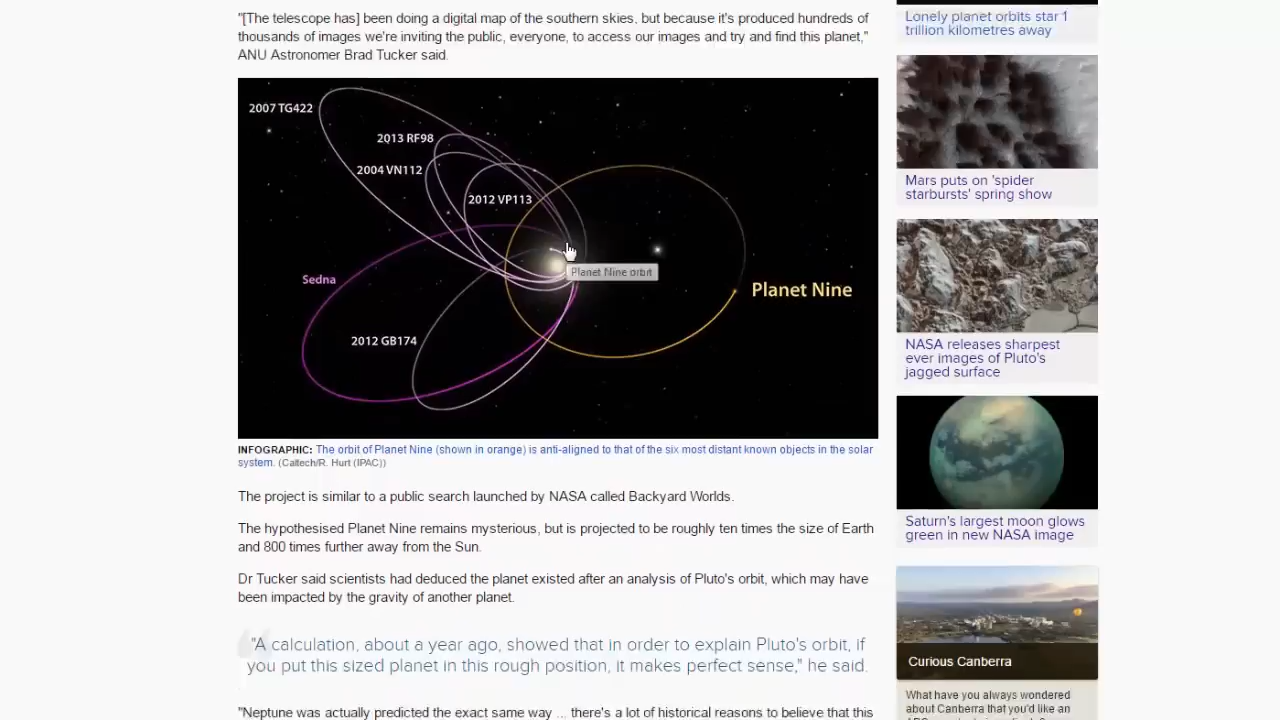 "[The telescope has] been doing a digital map of the southern skies, but because it's produced hundreds of
thousands of images we're inviting the public, everyone, to access our images and try and find this planet,"
ANU Astronomer Brad Tucker said.
2007 TG422
2013 RF98
2004 VN112
2012 VP113
Planet Nine orbit
Sedna
Planet Nine
2012 GB174
INFOGRAPHIC: The orbit of Planet Nine (shown in orange) is anti-aligned to that of the six most distant known objects in the solar
system. (Caltech/R. Hurt (IPAC))
The project is similar to a public search launched by NASA called Backyard Worlds.
The hypothesised Planet Nine remains mysterious, but is projected to be roughly ten times the size of Earth
and 800 times further away from the Sun.
Dr Tucker said scientists had deduced the planet existed after an analysis of Pluto's orbit, which may have
been impacted by the gravity of another planet.
"A calculation, about a year ago, showed that in order to explain Pluto's orbit, if
you put this sized planet in this rough position, it makes perfect sense," he said.
"Neptune was actually predicted the exact same way ... there's a lot of historical reasons to believe that this
Lonely planet orbits star 1
trillion kilometres away
Mars puts on 'spider
starbursts' spring show
NASA releases sharpest
ever images of Pluto's
jagged surface
Saturn's largest moon glows
green in new NASA image
Curious Canberra
What have you always wondered
about Canberra that you'd like an